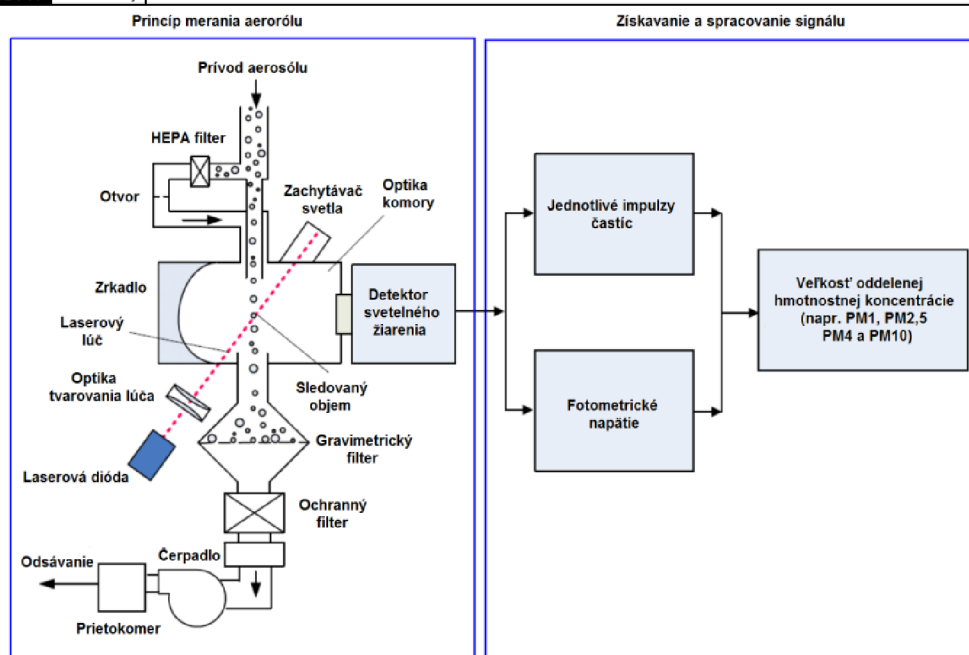 Princíp merania aerorólu
Získavanie a spracovanie signálu
Prívod aerosólu
HEPA filter
Otvor
Zachytávač
svetla
Optika
komory
Zrkadlo
Detektor
svetelného
žiarenia
Laserový
lúč
Optika
tvarovania lúča
Sledovaný
objem
Gravimetrický
filter
Laserová dióda
Ochranný
filter
Čerpadlo
Odsávanie
Prietokomer
Jednotlivé impulzy
častíc
Fotometrické
napätie
Veľkosť oddelenej
hmotnostnej koncentrácie
(napr. PM1, PM2,5
PM4 a PM10)